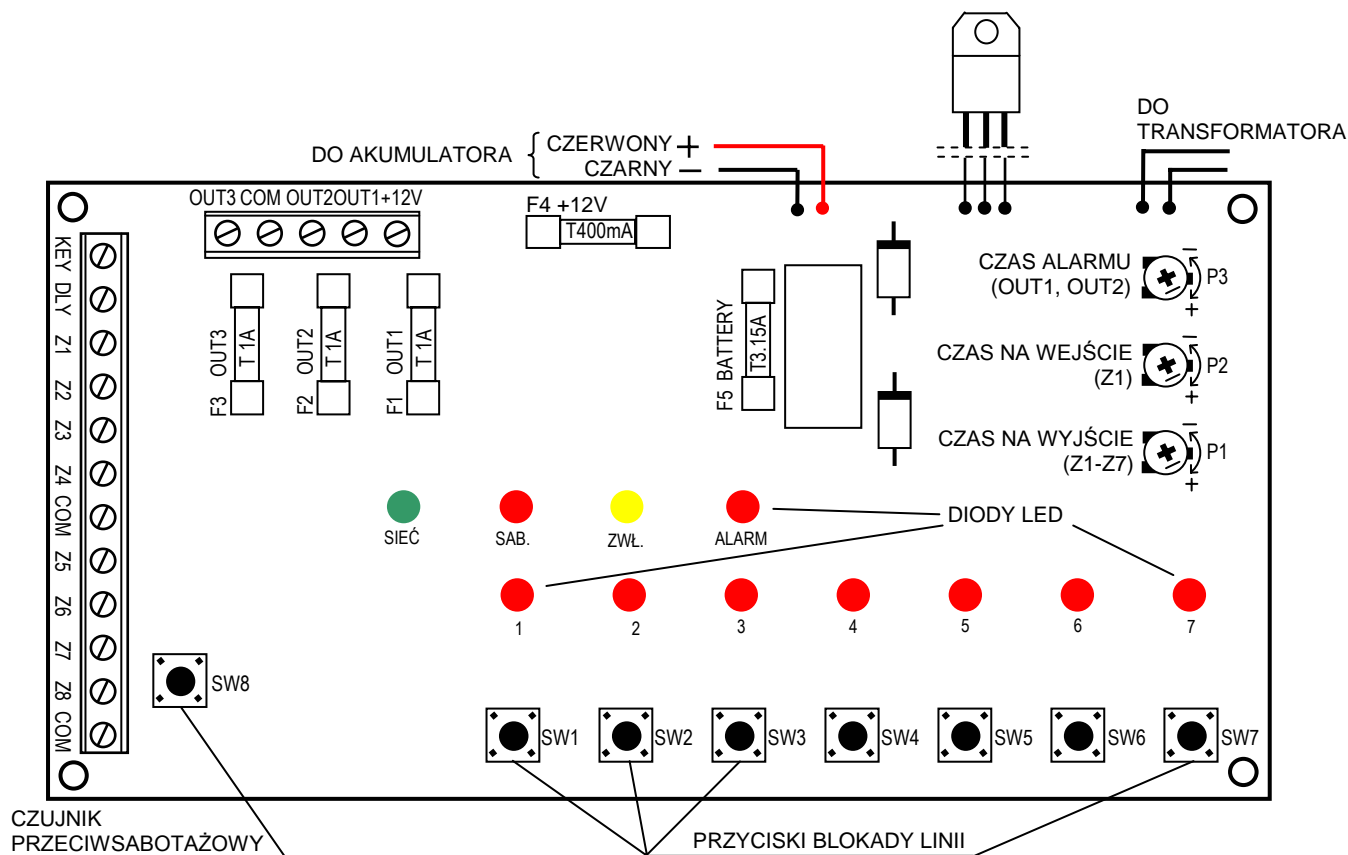 DO
TRANSFORMATORA
DO AKUMULATORA { CZERWONY +
CZARNY −
OUT3 COM OUT2 OUT1 +12V
F4 +12V
T400mA
KEY
DLY
Z1
Z2
Z3
Z4
COM
Z5
Z6
Z7
Z8
COM
F3 OUT3
T 1A
F2 OUT2
T 1A
F1 OUT1
T 1A
F5 BATTERY
T3.15A
CZAS ALARMU
(OUT1, OUT2)
− P3 +
CZAS NA WEJŚCIE
(Z1)
− P2 +
CZAS NA WYJŚCIE
(Z1-Z7)
− P1 +
SIEĆ
SAB.
ZWŁ.
ALARM
DIODY LED
1 2 3 4 5 6 7
SW8
SW1 SW2 SW3 SW4 SW5 SW6 SW7
CZUJNIK
PRZECIWSABOTAŻOWY
PRZYCISKI BLOKADY LINII